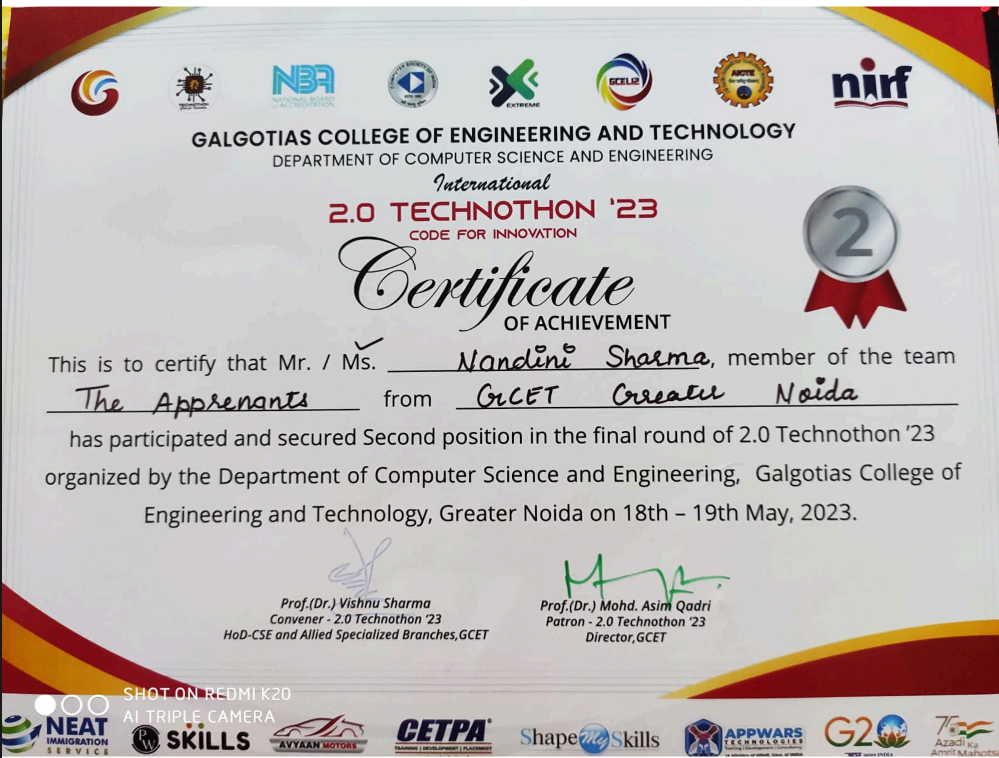 NBA
NATIONAL BOARD
of ACCREDITATION
COMPUTER SOCIETY OF INDIA
EXTREME
GCELIZ
AICTE
nirf
GALGOTIAS COLLEGE OF ENGINEERING AND TECHNOLOGY
DEPARTMENT OF COMPUTER SCIENCE AND ENGINEERING
International
2.0 TECHNOTHON '23
CODE FOR INNOVATION
2
Certificate
OF ACHIEVEMENT
This is to certify that Mr. / Ms. Nandini Sharma, member of the team
The Apprenants from GCET Greater Noida
has participated and secured Second position in the final round of 2.0 Technothon '23
organized by the Department of Computer Science and Engineering, Galgotias College of
Engineering and Technology, Greater Noida on 18th – 19th May, 2023.
Prof.(Dr.) Vishnu Sharma
Convener - 2.0 Technothon '23
HoD-CSE and Allied Specialized Branches,GCET
Prof.(Dr.) Mohd. Asim Qadri
Patron - 2.0 Technothon '23
Director,GCET
SHOT ON REDMI K20
AI TRIPLE CAMERA
NEAT
IMMIGRATION
SERVICE
PW SKILLS
AVYAAN MOTORS
CETPA
TRAINING | DEVELOPMENT | PLACEMENT
Shape My Skills
APPWARS
TECHNOLOGIES
G20
75
Azadi Ka
Amrit Mahots